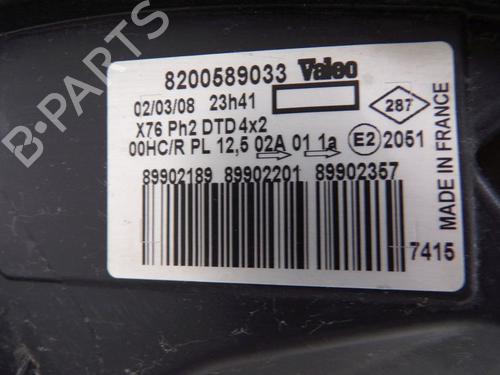 8200589033 Valeo
02/03/08 23h41
287
X76 Ph2 DTD 4x2
00HC/R PL 12,5 02A 01 1a E2 2051
89902189 89902201 89902357
7415
MADE IN FRANCE
B-PARTS